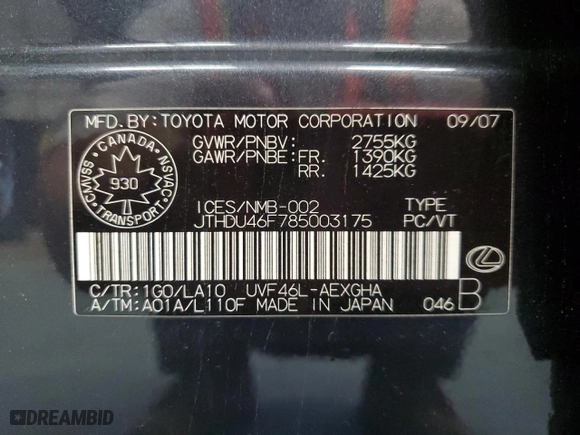 MFD. BY: TOYOTA MOTOR CORPORATION 09/07
GVWR/PNBV: 2755KG
GAWR/PNBE: FR. 1390KG
RR. 1425KG
CANADA
CMVSS 930 NSVAC
TRANSPORT
ICES/NMB-002 TYPE
JTHDU46F785003175 PC/VT
C/TR: 1G0/LA10 UVF46L-AEXGHA
A/TM: A01A/L110F MADE IN JAPAN 046 B
DREAMBID